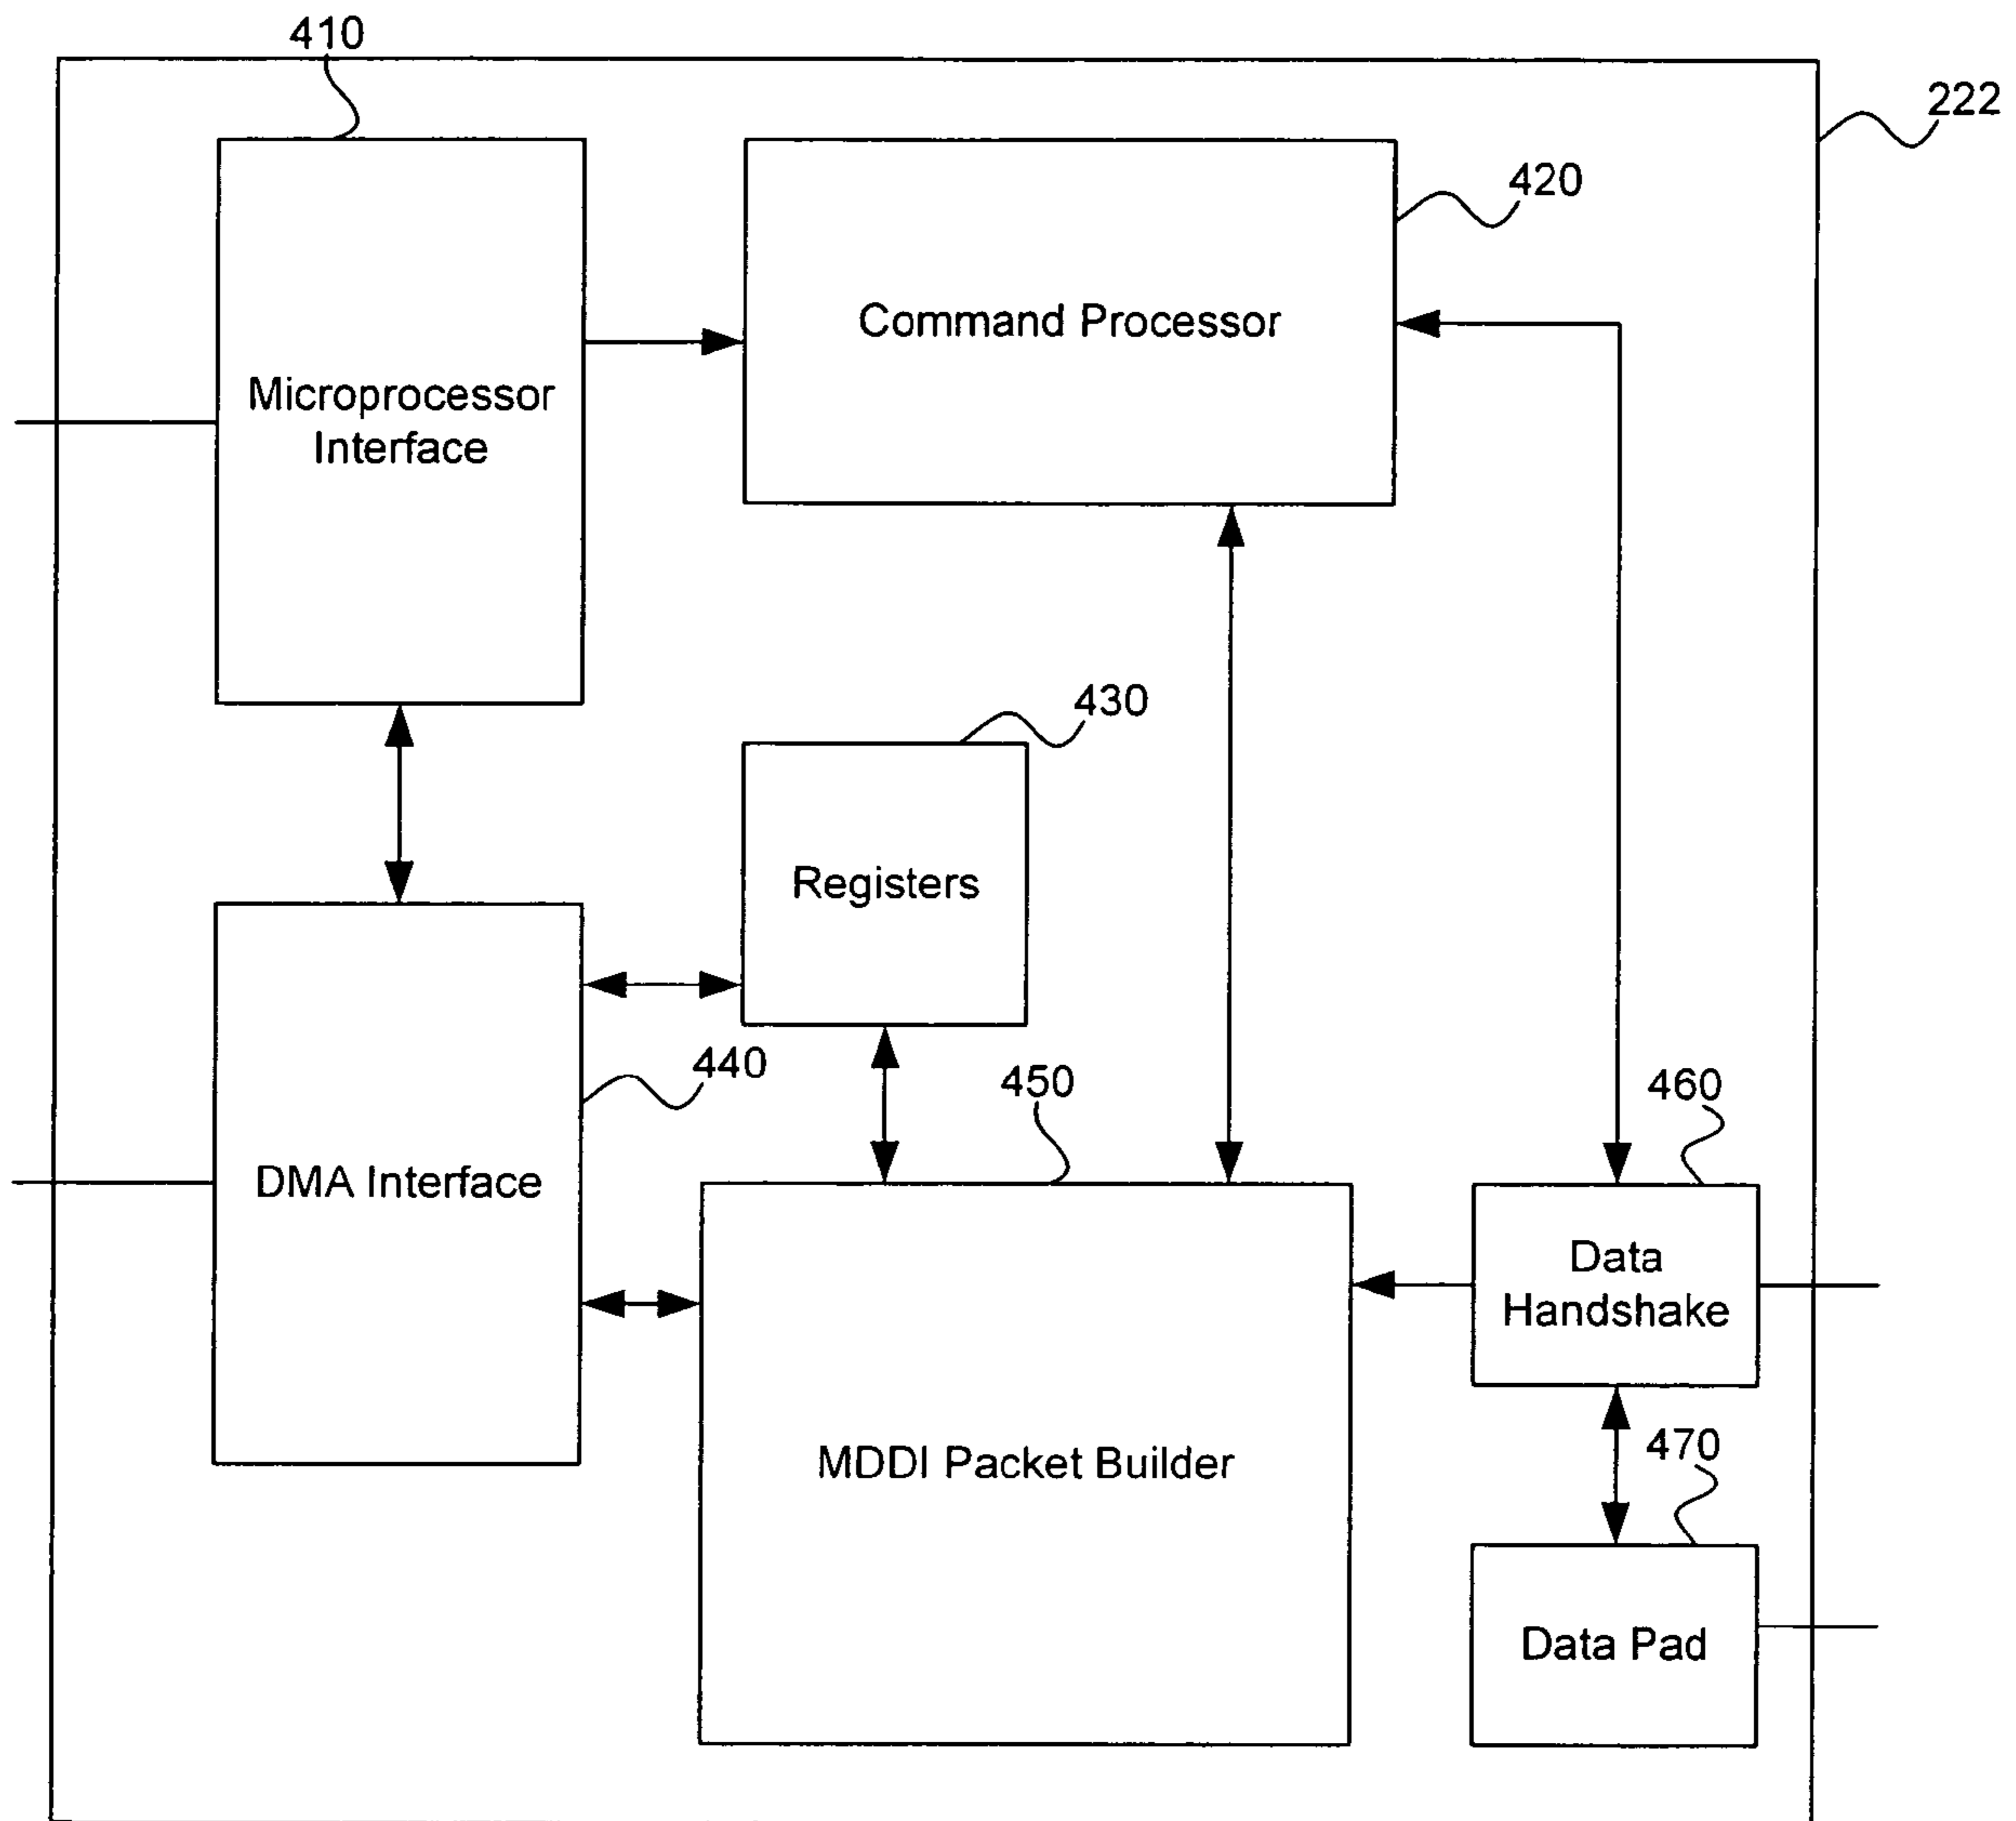 410
222
420
Command Processor
Microprocessor
Interface
430
Registers
440
450
460
DMA Interface
Data
Handshake
470
MDDI Packet Builder
Data Pad